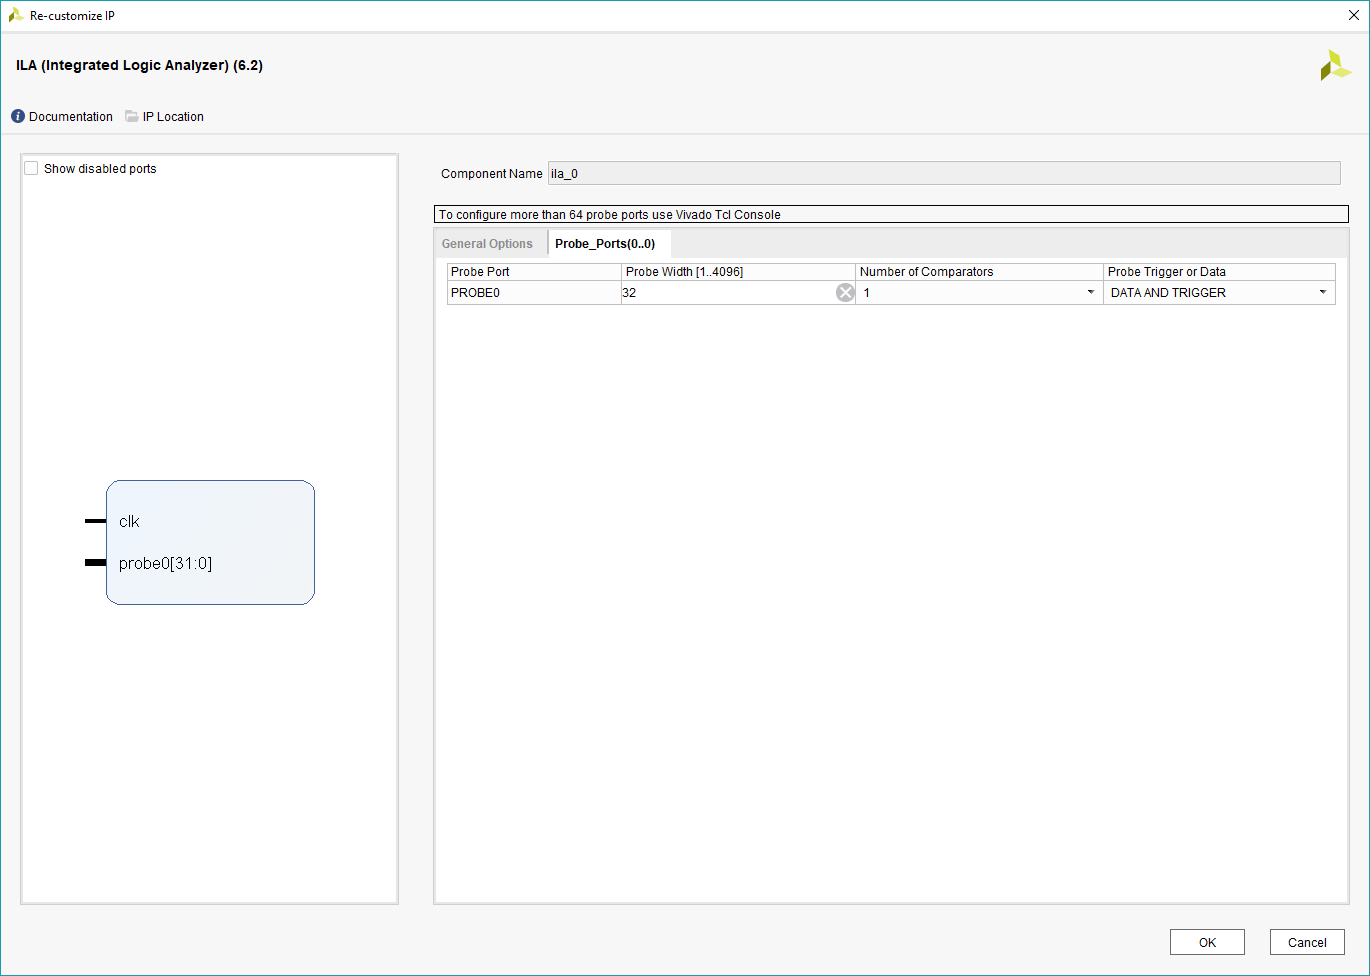 Re-customize IP
ILA (Integrated Logic Analyzer) (6.2)
Documentation IP Location
Show disabled ports
clk
probe0[31:0]
Component Name ila_0
To configure more than 64 probe ports use Vivado Tcl Console
General Options Probe_Ports(0..0)
Probe Port Probe Width [1..4096] Number of Comparators Probe Trigger or Data
PROBE0 32 1 DATA AND TRIGGER
OK Cancel